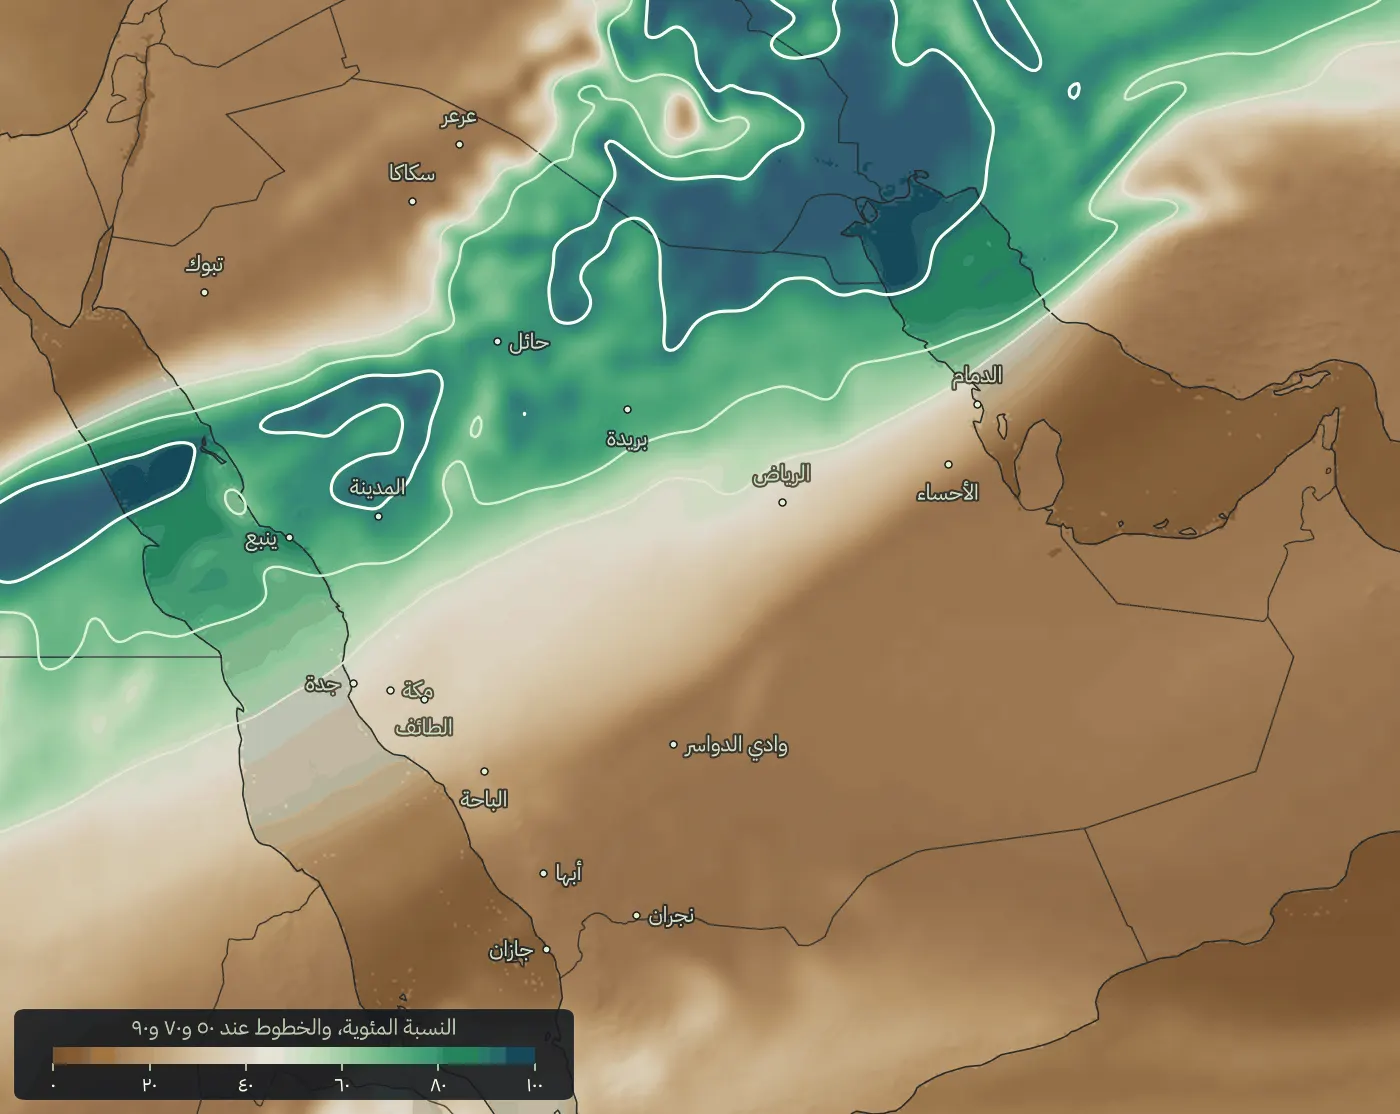 عرعر
سكاكا
تبوك
حائل
الدمام
بريدة
الرياض
المدينة
الأحساء
ينبع
جدة
مكة
الطائف
وادي الدواسر
الباحة
أبها
نجران
جازان
النسبة المئوية، والخطوط عند ٥٠ و٧٠ و٩٠
٠ ٢٠ ٤٠ ٦٠ ٨٠ ١٠٠